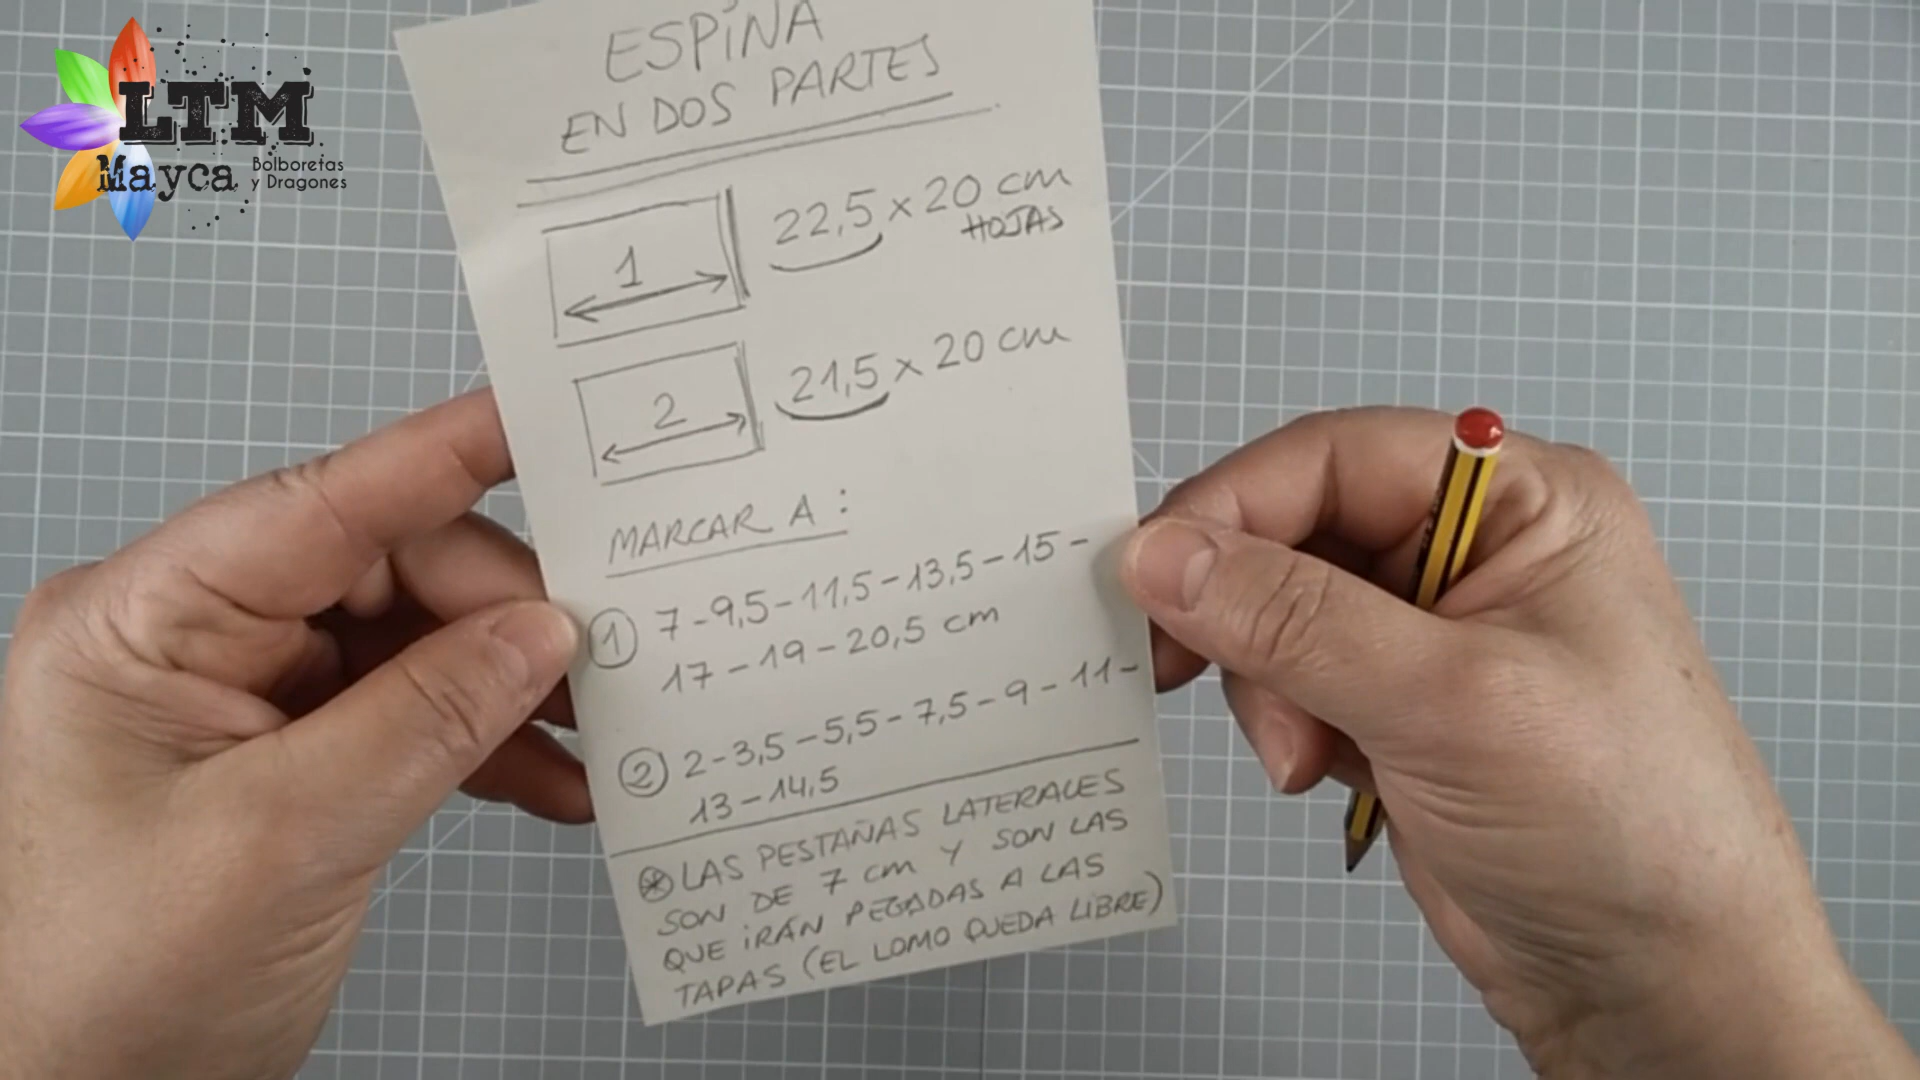 LTM
Mayca Bolboretas y Dragones
ESPiNA
EN DOS PARTES
1 22,5 x 20 cm
HOJAS
2 21,5 x 20 cm
MARCAR A :
1 7-9,5-11,5-13,5-15-
17-19-20,5 cm
2 2-3,5-5,5-7,5-9-11-
13-14,5
* LAS PESTAÑAS LATERALES
SON DE 7 cm Y SON LAS
QUE iRÁN PEGADAS A LAS
TAPAS (EL LOMO QUEDA LIBRE)